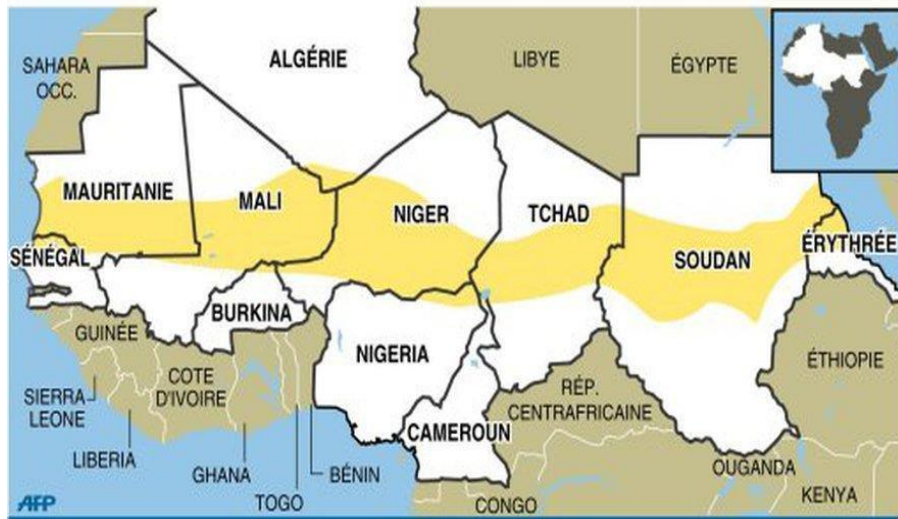 ALGÉRIE
LIBYE
ÉGYPTE
SAHARA
OCC.
MAURITANIE
MALI
NIGER
TCHAD
SOUDAN
ÉRYTHRÉE
SÉNÉGAL
BURKINA
NIGERIA
GUINÉE
COTE
D'IVOIRE
SIERRA
LEONE
LIBERIA
GHANA
TOGO
BÉNIN
CAMEROUN
RÉP.
CENTRAFRICAINE
ÉTHIOPIE
OUGANDA
KENYA
CONGO
AFP